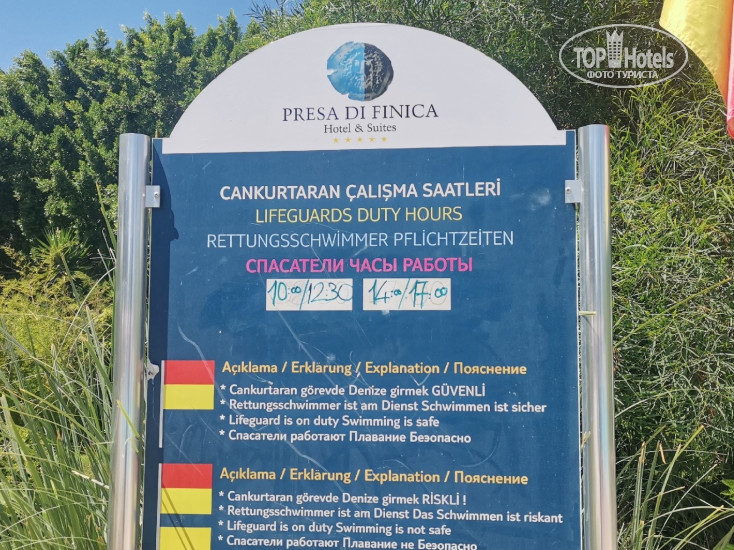 TOP Hotels
ФОТО ТУРИСТА
PRESA DI FINICA
Hotel & Suites
CANKURTARAN ÇALIŞMA SAATLERİ
LIFEGUARDS DUTY HOURS
RETTUNGSSCHWIMMER PFLICHTZEITEN
СПАСАТЕЛИ ЧАСЫ РАБОТЫ
10:00/12:30 14:00/17:00
Açıklama / Erklärung / Explanation / Пояснение
* Cankurtaran görevde Denize girmek GÜVENLİ
* Rettungsschwimmer ist am Dienst Schwimmen ist sicher
* Lifeguard is on duty Swimming is safe
* Спасатели работают Плавание Безопасно
Açıklama / Erklärung / Explanation / Пояснение
* Cankurtaran görevde Denize girmek RİSKLİ !
* Rettungsschwimmer ist am Dienst Das Schwimmen ist riskant
* Lifeguard is on duty Swimming is not safe
* Спасатели работают Плавание не Безопасно